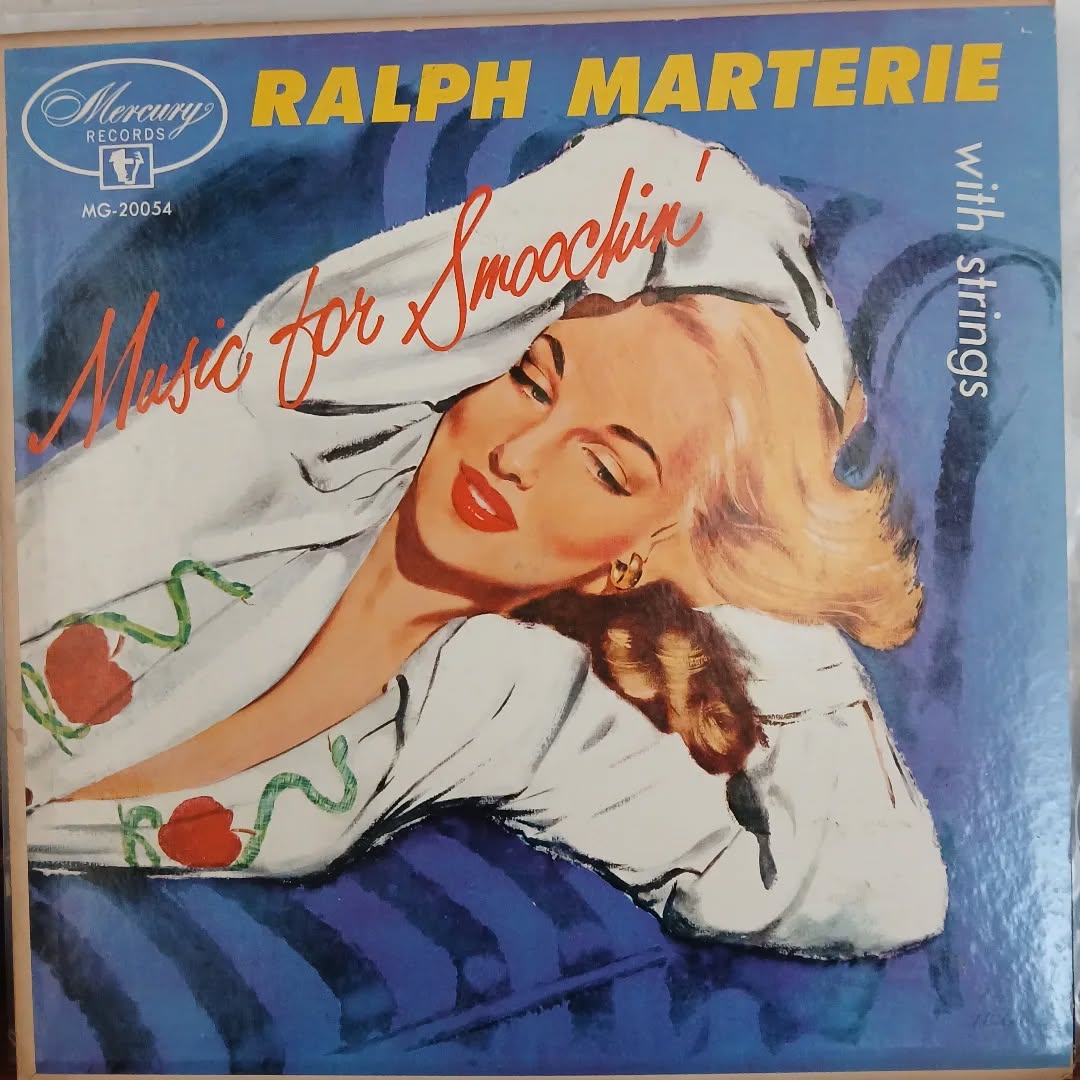 Mercury
RECORDS
MG-20054
RALPH MARTERIE
with strings
Music for Smoochin'